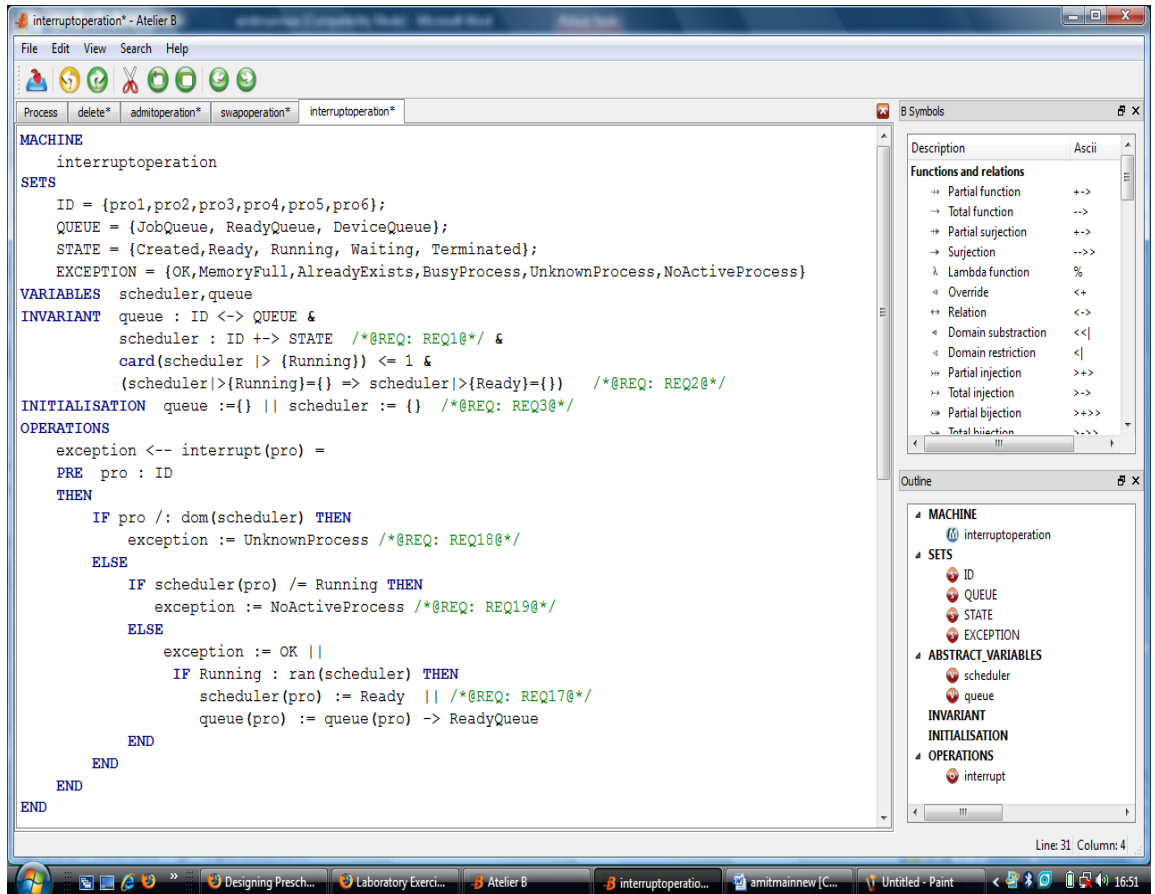 interruptoperation* - Atelier B
File Edit View Search Help
Process delete* admitoperation* swapoperation* interruptoperation*
MACHINE
interruptoperation
SETS
ID = {pro1,pro2,pro3,pro4,pro5,pro6};
QUEUE = {JobQueue, ReadyQueue, DeviceQueue};
STATE = {Created,Ready, Running, Waiting, Terminated};
EXCEPTION = {OK,MemoryFull,AlreadyExists,BusyProcess,UnknownProcess,NoActiveProcess}
VARIABLES scheduler,queue
INVARIANT queue : ID <-> QUEUE &
scheduler : ID +-> STATE /*@REQ: REQ1@*/ &
card(scheduler |> {Running}) <= 1 &
(scheduler|>{Running}={} => scheduler|>{Ready}={}) /*@REQ: REQ2@*/
INITIALISATION queue :={} || scheduler := {} /*@REQ: REQ3@*/
OPERATIONS
exception <-- interrupt(pro) =
PRE pro : ID
THEN
IF pro /: dom(scheduler) THEN
exception := UnknownProcess /*@REQ: REQ18@*/
ELSE
IF scheduler(pro) /= Running THEN
exception := NoActiveProcess /*@REQ: REQ19@*/
ELSE
exception := OK ||
IF Running : ran(scheduler) THEN
scheduler(pro) := Ready || /*@REQ: REQ17@*/
queue(pro) := queue(pro) -> ReadyQueue
END
END
END
END
B Symbols
Description Ascii
Functions and relations
⇸ Partial function +->
→ Total function -->
⤀ Partial surjection +->
→ Surjection -->>
λ Lambda function %
Override <+
↔ Relation <->
Domain substraction <<|
Domain restriction <|
Partial injection >+>
Total injection >->
Partial bijection >+>>
Total bijection >->>
Outline
MACHINE
interruptoperation
SETS
ID
QUEUE
STATE
EXCEPTION
ABSTRACT_VARIABLES
scheduler
queue
INVARIANT
INITIALISATION
OPERATIONS
interrupt
Line: 31 Column: 4
Designing Presch... Laboratory Exerci... Atelier B interruptoperatio... amitmainnew [C... Untitled - Paint 16:51